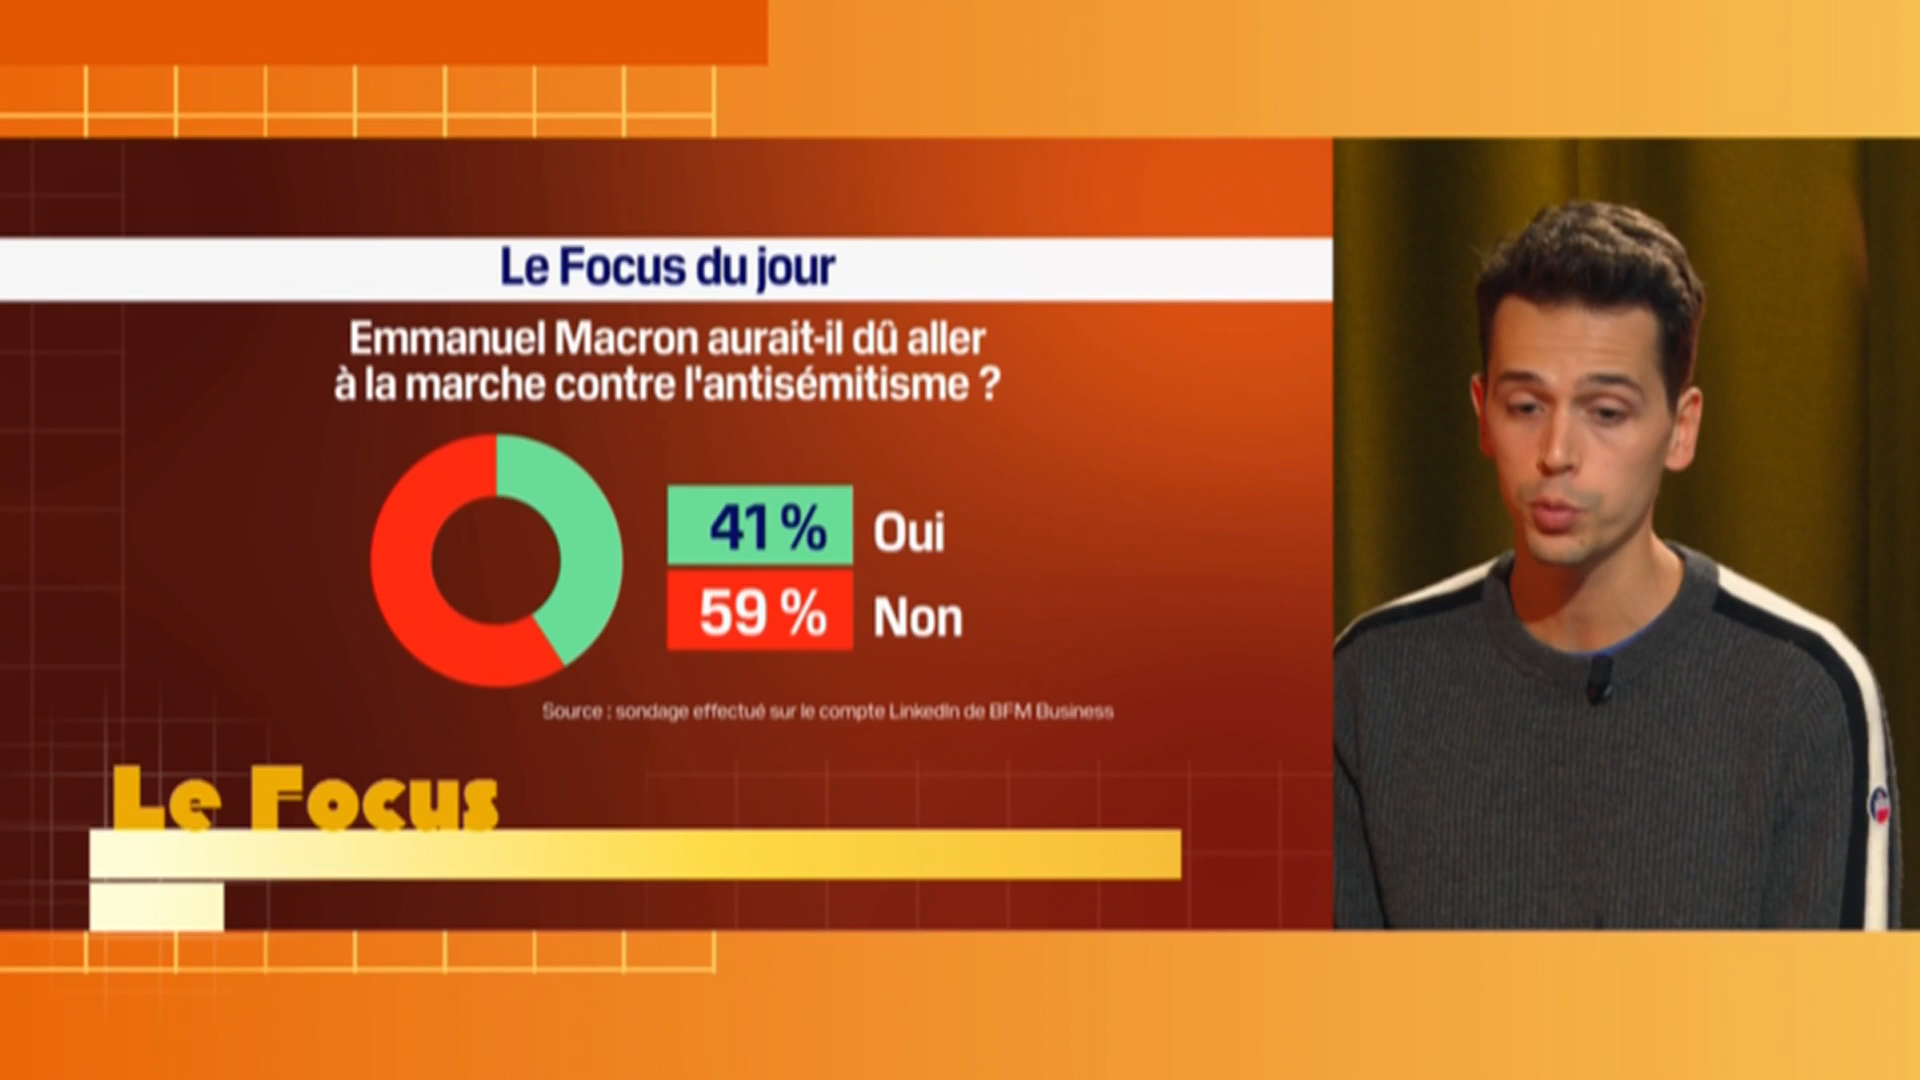 Le Focus du jour
Emmanuel Macron aurait-il dû aller
à la marche contre l'antisémitisme ?
41 % Oui
59 % Non
Source : sondage effectué sur le compte LinkedIn de BFM Business
Le Focus